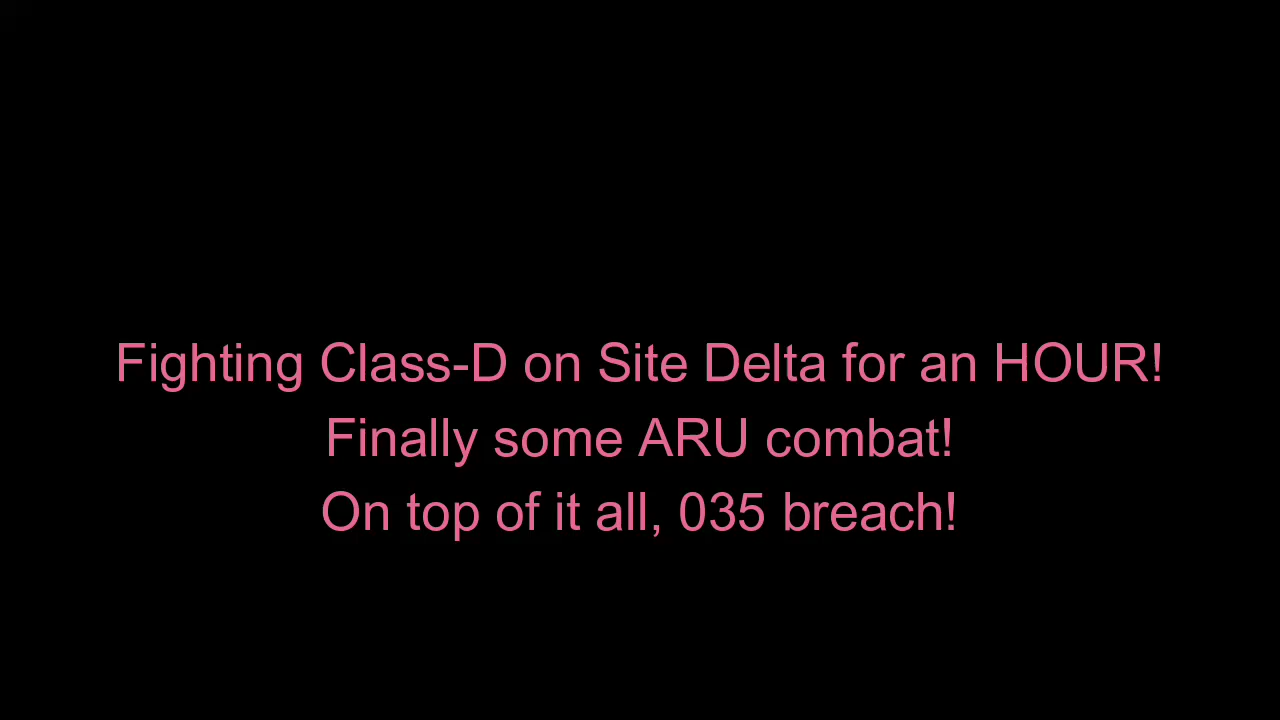 Fighting Class-D on Site Delta for an HOUR!
Finally some ARU combat!
On top of it all, 035 breach!